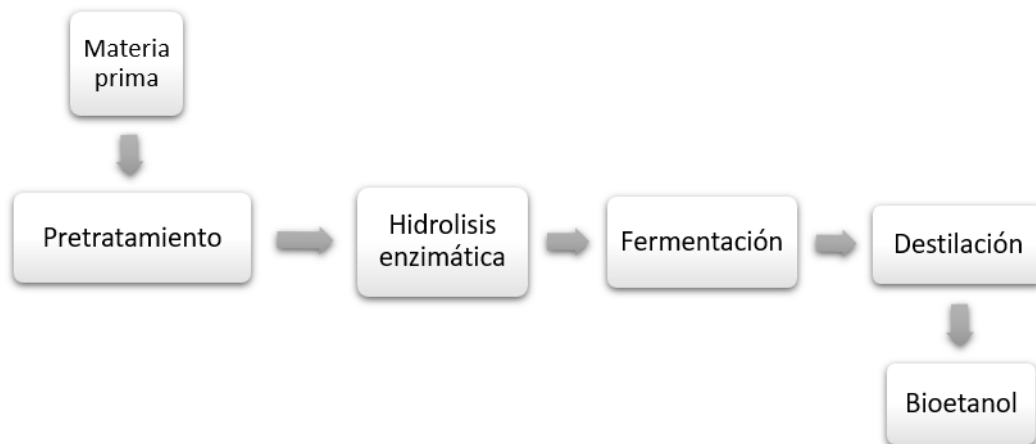 Materia
prima
Pretratamiento
Hidrolisis
enzimática
Fermentación
Destilación
Bioetanol